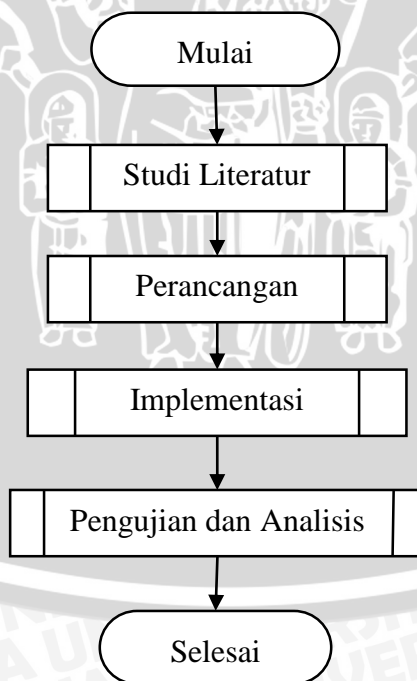 Mulai
Studi Literatur
Perancangan
Implementasi
Pengujian dan Analisis
Selesai